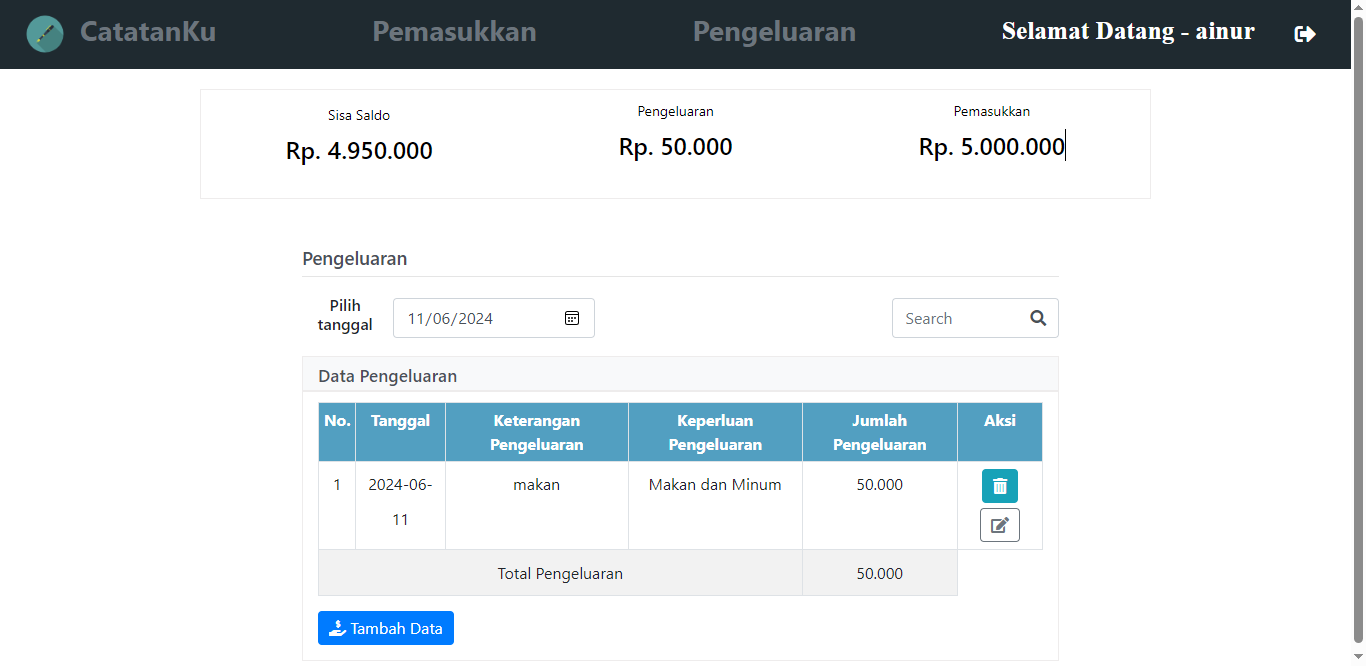 CatatanKu Pemasukkan Pengeluaran Selamat Datang - ainur
Sisa Saldo Pengeluaran Pemasukkan
Rp. 4.950.000 Rp. 50.000 Rp. 5.000.000
Pengeluaran
Pilih
tanggal
11/06/2024
Search
Data Pengeluaran
No. Tanggal Keterangan Pengeluaran Keperluan Pengeluaran Jumlah Pengeluaran Aksi
1 2024-06-11 makan Makan dan Minum 50.000
Total Pengeluaran 50.000
Tambah Data